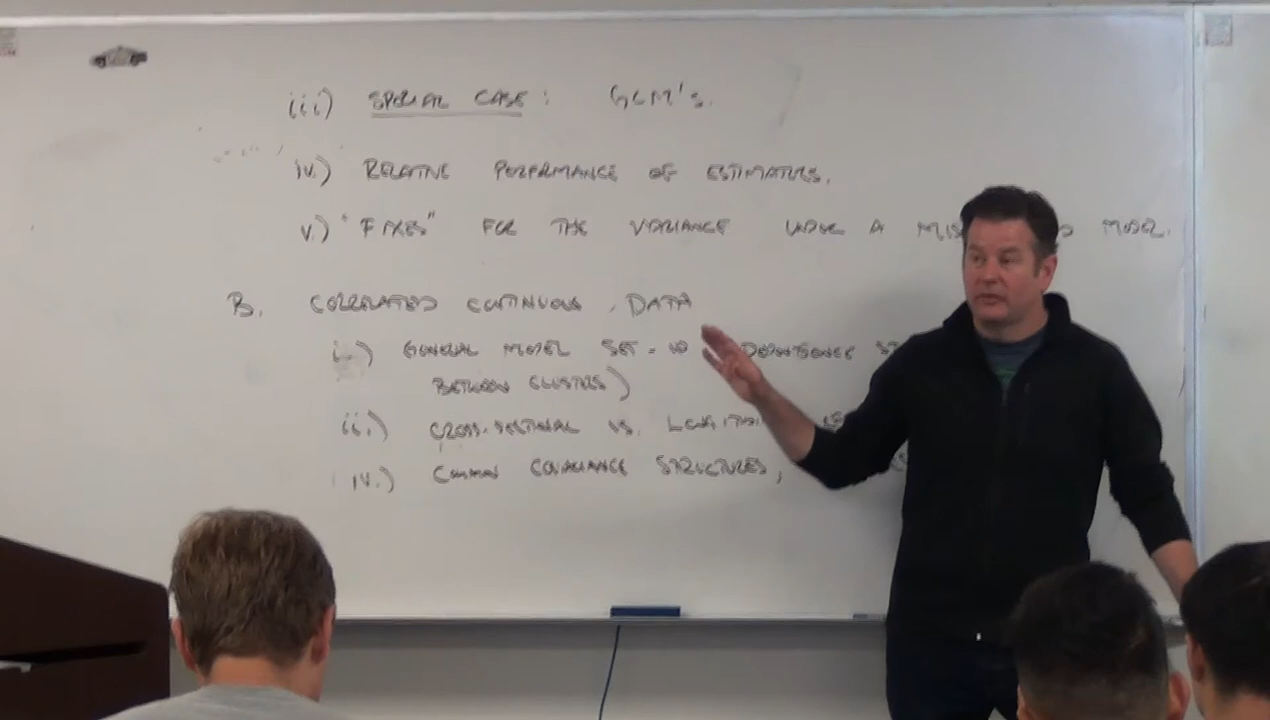 iii) SPECIAL CASE: GLM's.
iv.) RELATIVE PERFORMANCE OF ESTIMATORS.
v.) "FIXES" FOR THE VARIANCE UNDER A MIS MODEL.
B. CORRELATED CONTINUOUS DATA
i.) GENERAL MODEL SET-UP DEPENDENCE
BETWEEN CLUSTERS)
ii.) CROSS-SECTIONAL VS.
iv.) COMMON COVARIANCE STRUCTURES,